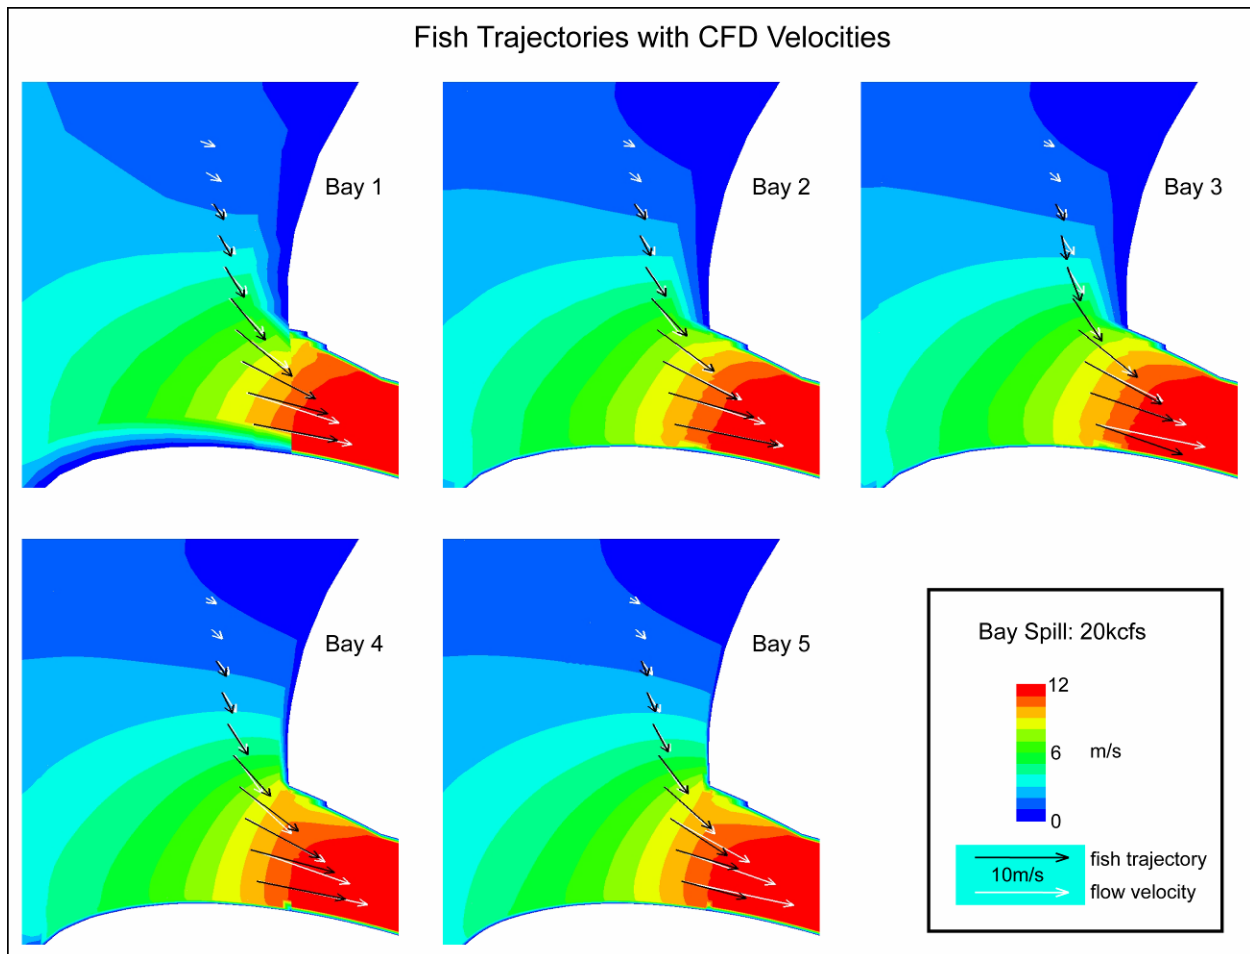 Fish Trajectories with CFD Velocities
Bay 1
Bay 2
Bay 3
Bay 4
Bay 5
Bay Spill: 20kcfs
12
6 m/s
0
fish trajectory
10m/s
flow velocity